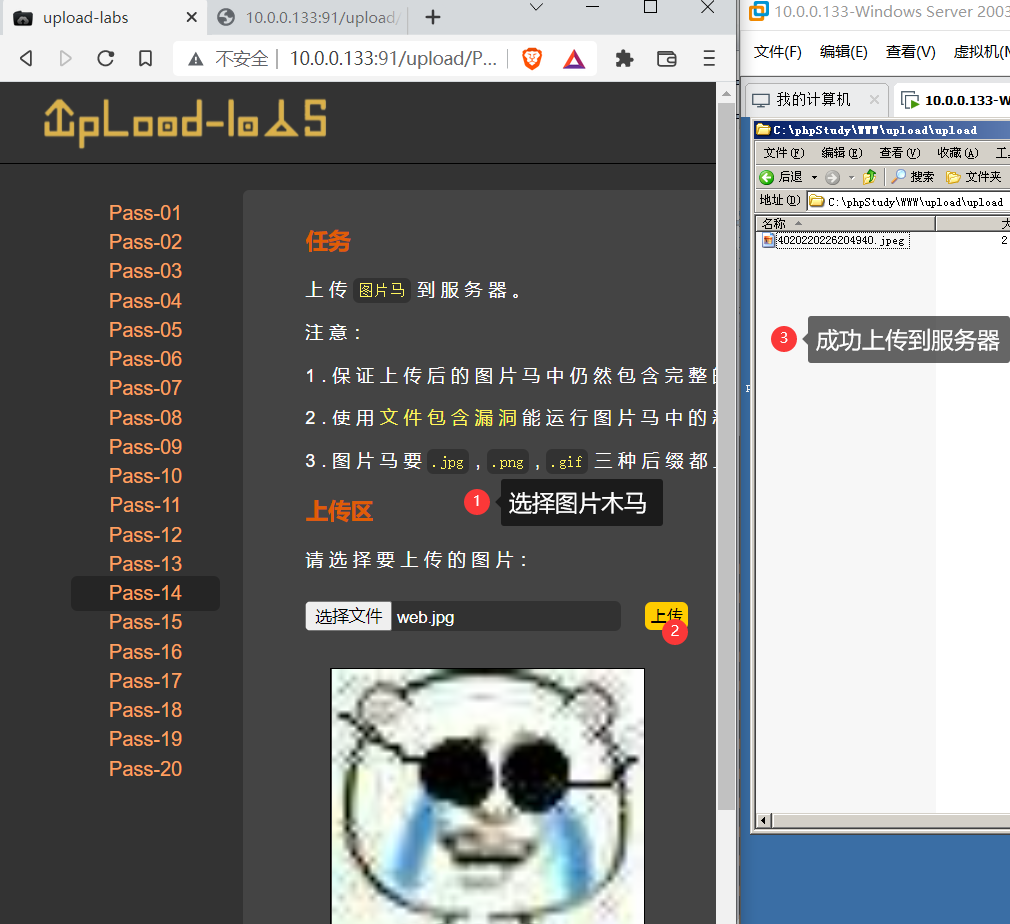 upload-labs
10.0.0.133:91/upload/
不安全
10.0.0.133:91/upload/P...
UpLoad-labs
Pass-01
Pass-02
Pass-03
Pass-04
Pass-05
Pass-06
Pass-07
Pass-08
Pass-09
Pass-10
Pass-11
Pass-12
Pass-13
Pass-14
Pass-15
Pass-16
Pass-17
Pass-18
Pass-19
Pass-20
任务
上传 图片马 到服务器。
注意：
1.保证上传后的图片马中仍然包含完整的
2.使用文件包含漏洞能运行图片马中的
3.图片马要 .jpg , .png , .gif 三种后缀都
1 选择图片木马
上传区
请选择要上传的图片：
选择文件 web.jpg 上传
2
10.0.0.133-Windows Server 2003
文件(F) 编辑(E) 查看(V) 虚拟机(M
我的计算机
10.0.0.133-W
C:\phpStudy\WWW\upload\upload
文件(F) 编辑(E) 查看(V) 收藏(A) 工
后退 搜索 文件夹
地址(D) C:\phpStudy\WWW\upload\upload
名称 大
4020220226204940.jpeg 2
3 成功上传到服务器